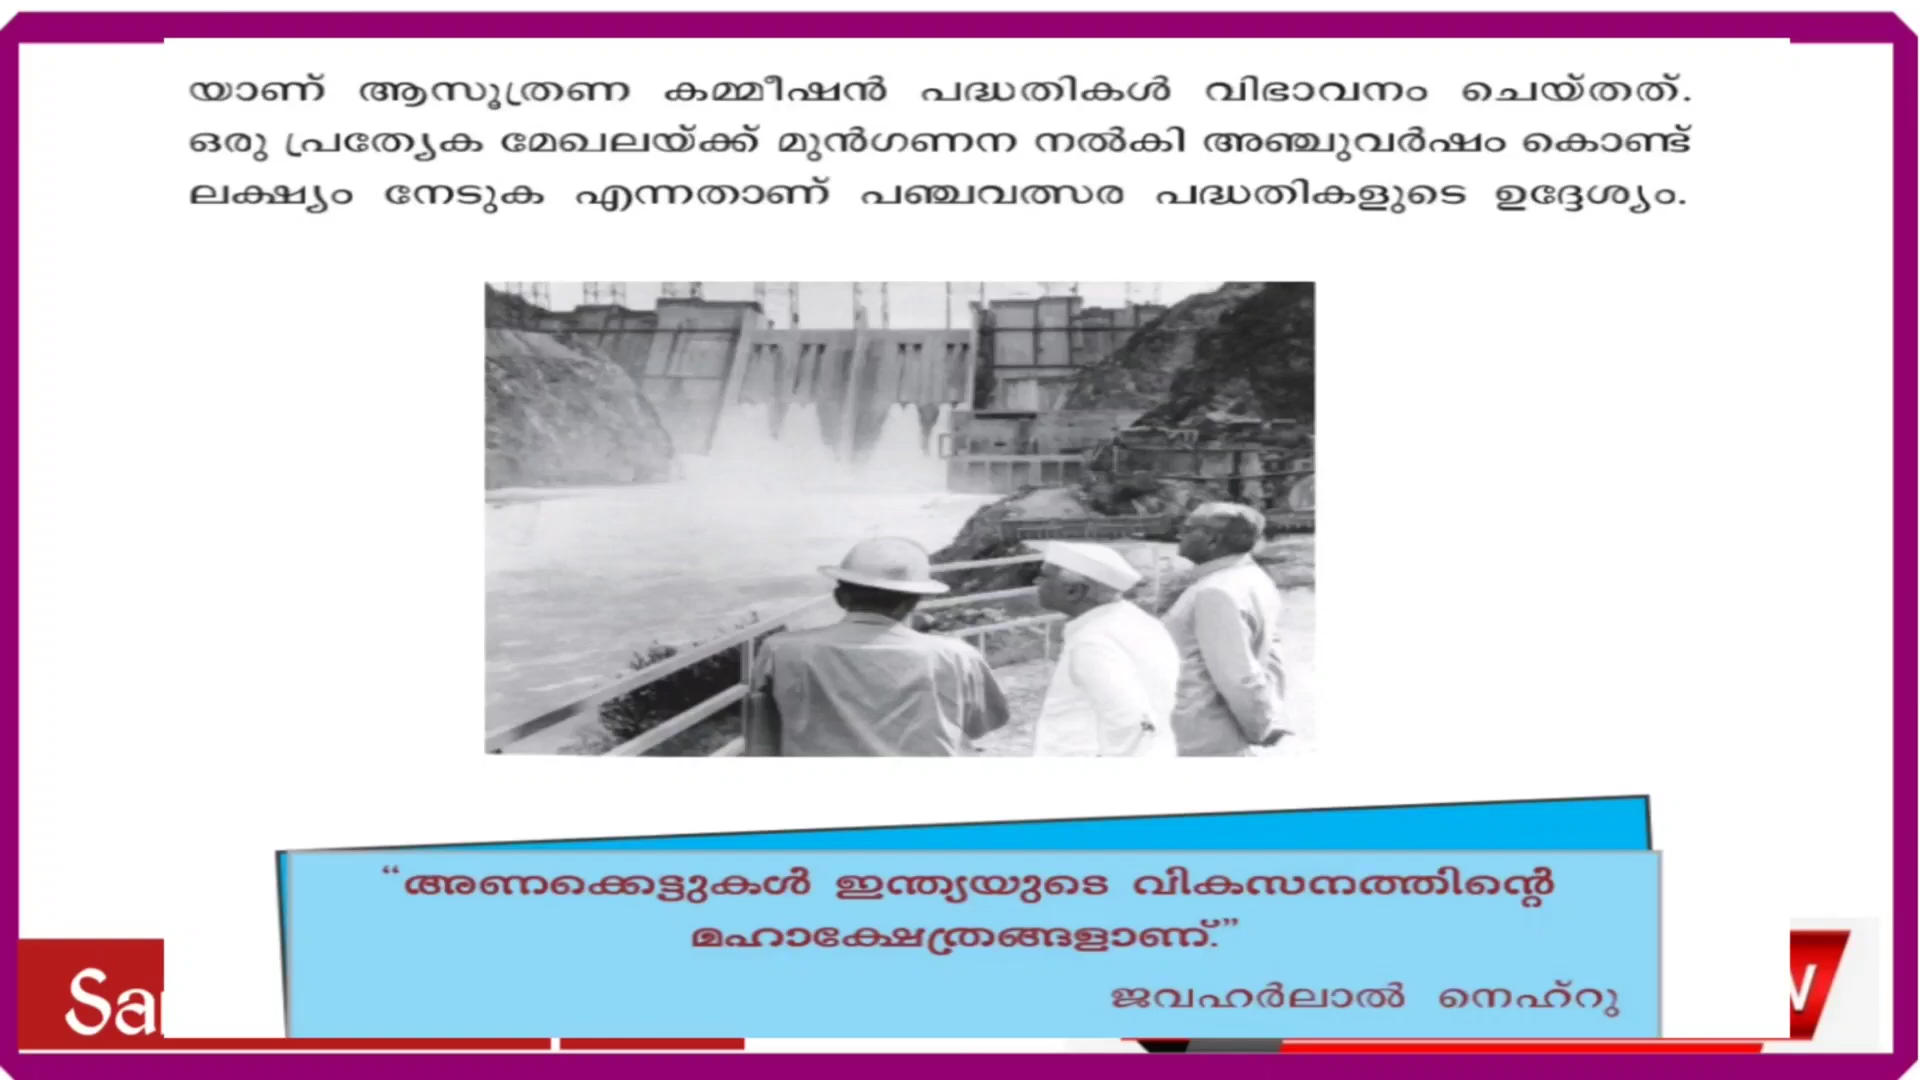 യാണ് ആസൂത്രണ കമ്മീഷൻ പദ്ധതികൾ വിഭാവനം ചെയ്തത്.
ഒരു പ്രത്യേക മേഖലയ്ക്ക് മുൻഗണന നൽകി അഞ്ചുവർഷം കൊണ്ട്
ലക്ഷ്യം നേടുക എന്നതാണ് പഞ്ചവത്സര പദ്ധതികളുടെ ഉദ്ദേശ്യം.
“അണക്കെട്ടുകൾ ഇന്ത്യയുടെ വികസനത്തിന്റെ
മഹാക്ഷേത്രങ്ങളാണ്.”
ജവഹർലാൽ നെഹ്റു